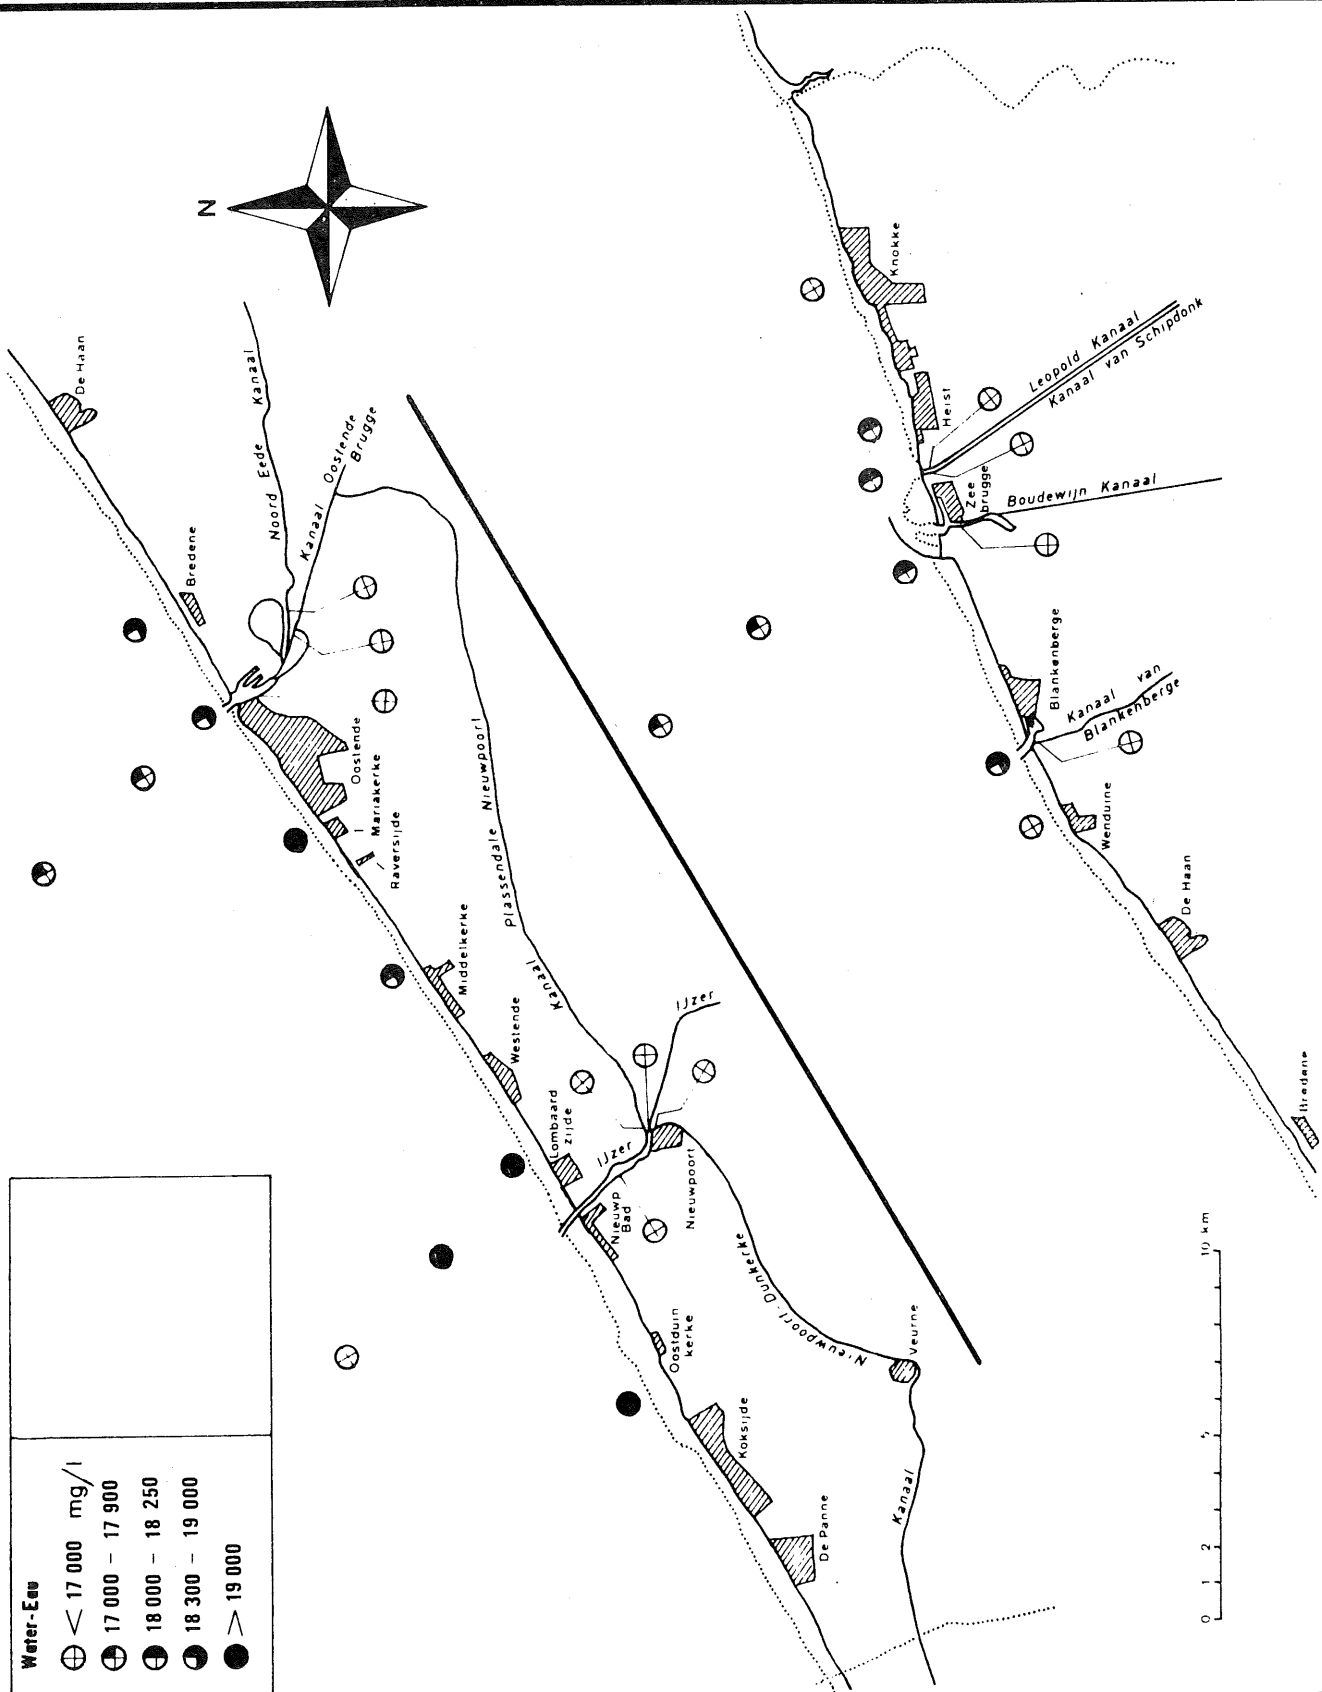 Water-Eau
< 17 000 mg/l
17 000 - 17 900
18 000 - 18 250
18 300 - 19 000
> 19 000
N
De Haan
Bredene
Noord Eede Kanaal
Kanaal Oostende
Brugge
Oostende
Mariakerke
Raversijde
Middelkerke
Westende
Lombaard
zijde
Kanaal Plassendale Nieuwpoort
IJzer
IJzer
Nieuwp
Bad
Nieuwpoort
Oostduin
kerke
Koksijde
De Panne
Kanaal Nieuwpoort-Dunkerke
Veurne
Knokke
Heist
Leopold Kanaal
Kanaal van Schipdonk
Zee
brugge
Boudewijn Kanaal
Blankenberge
Kanaal van
Blankenberge
Wenduine
De Haan
Bredene
0 1 2 5 10 km